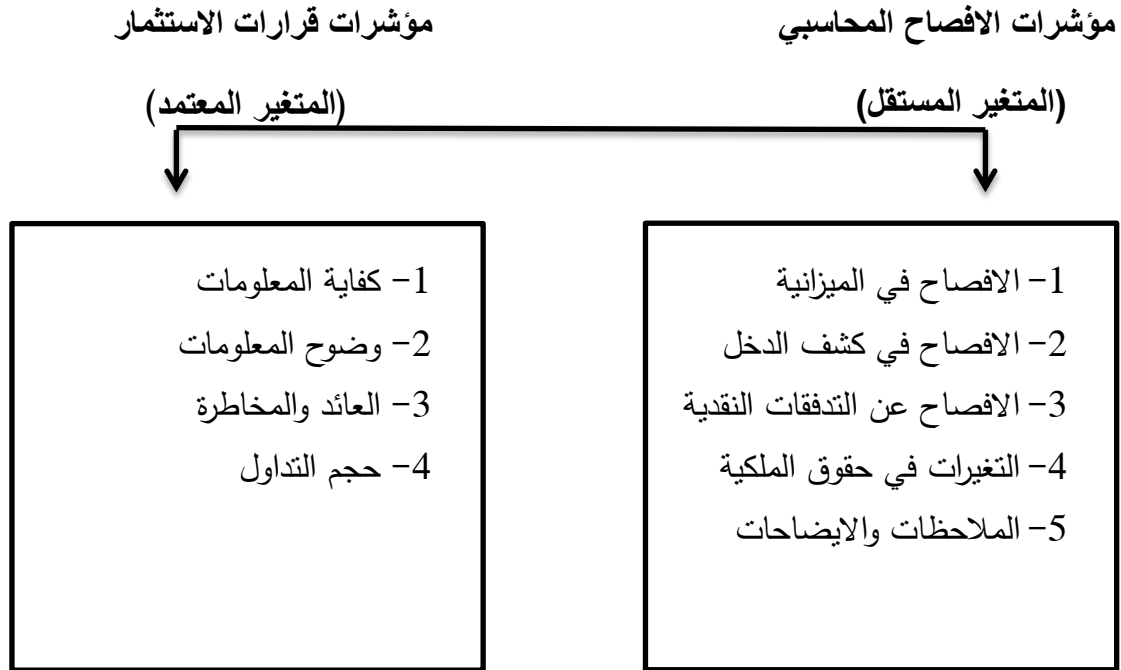 مؤشرات الافصاح المحاسبي
(المتغير المستقل)
1- الافصاح في الميزانية
2- الافصاح في كشف الدخل
3- الافصاح عن التدفقات النقدية
4- التغيرات في حقوق الملكية
5- الملاحظات والايضاحات
مؤشرات قرارات الاستثمار
(المتغير المعتمد)
1- كفاية المعلومات
2- وضوح المعلومات
3- العائد والمخاطرة
4- حجم التداول